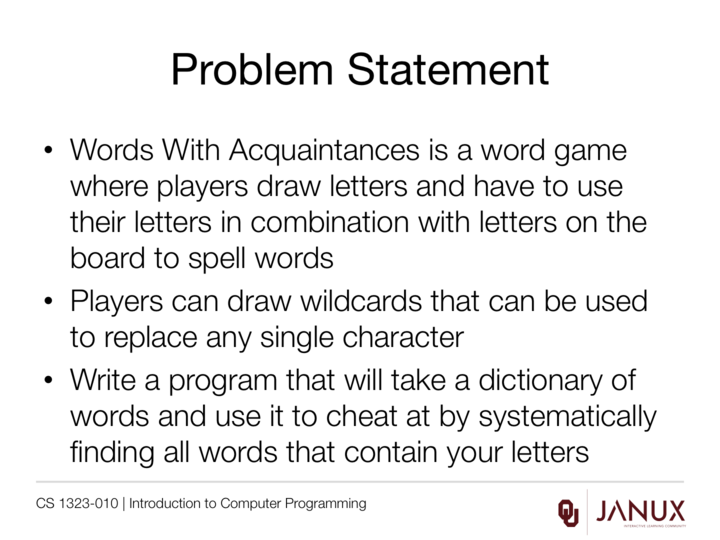 Problem Statement
• Words With Acquaintances is a word game
where players draw letters and have to use
their letters in combination with letters on the
board to spell words
• Players can draw wildcards that can be used
to replace any single character
• Write a program that will take a dictionary of
words and use it to cheat at by systematically
finding all words that contain your letters
CS 1323-010 | Introduction to Computer Programming
OU
JANUX
INTERACTIVE LEARNING COMMUNITY